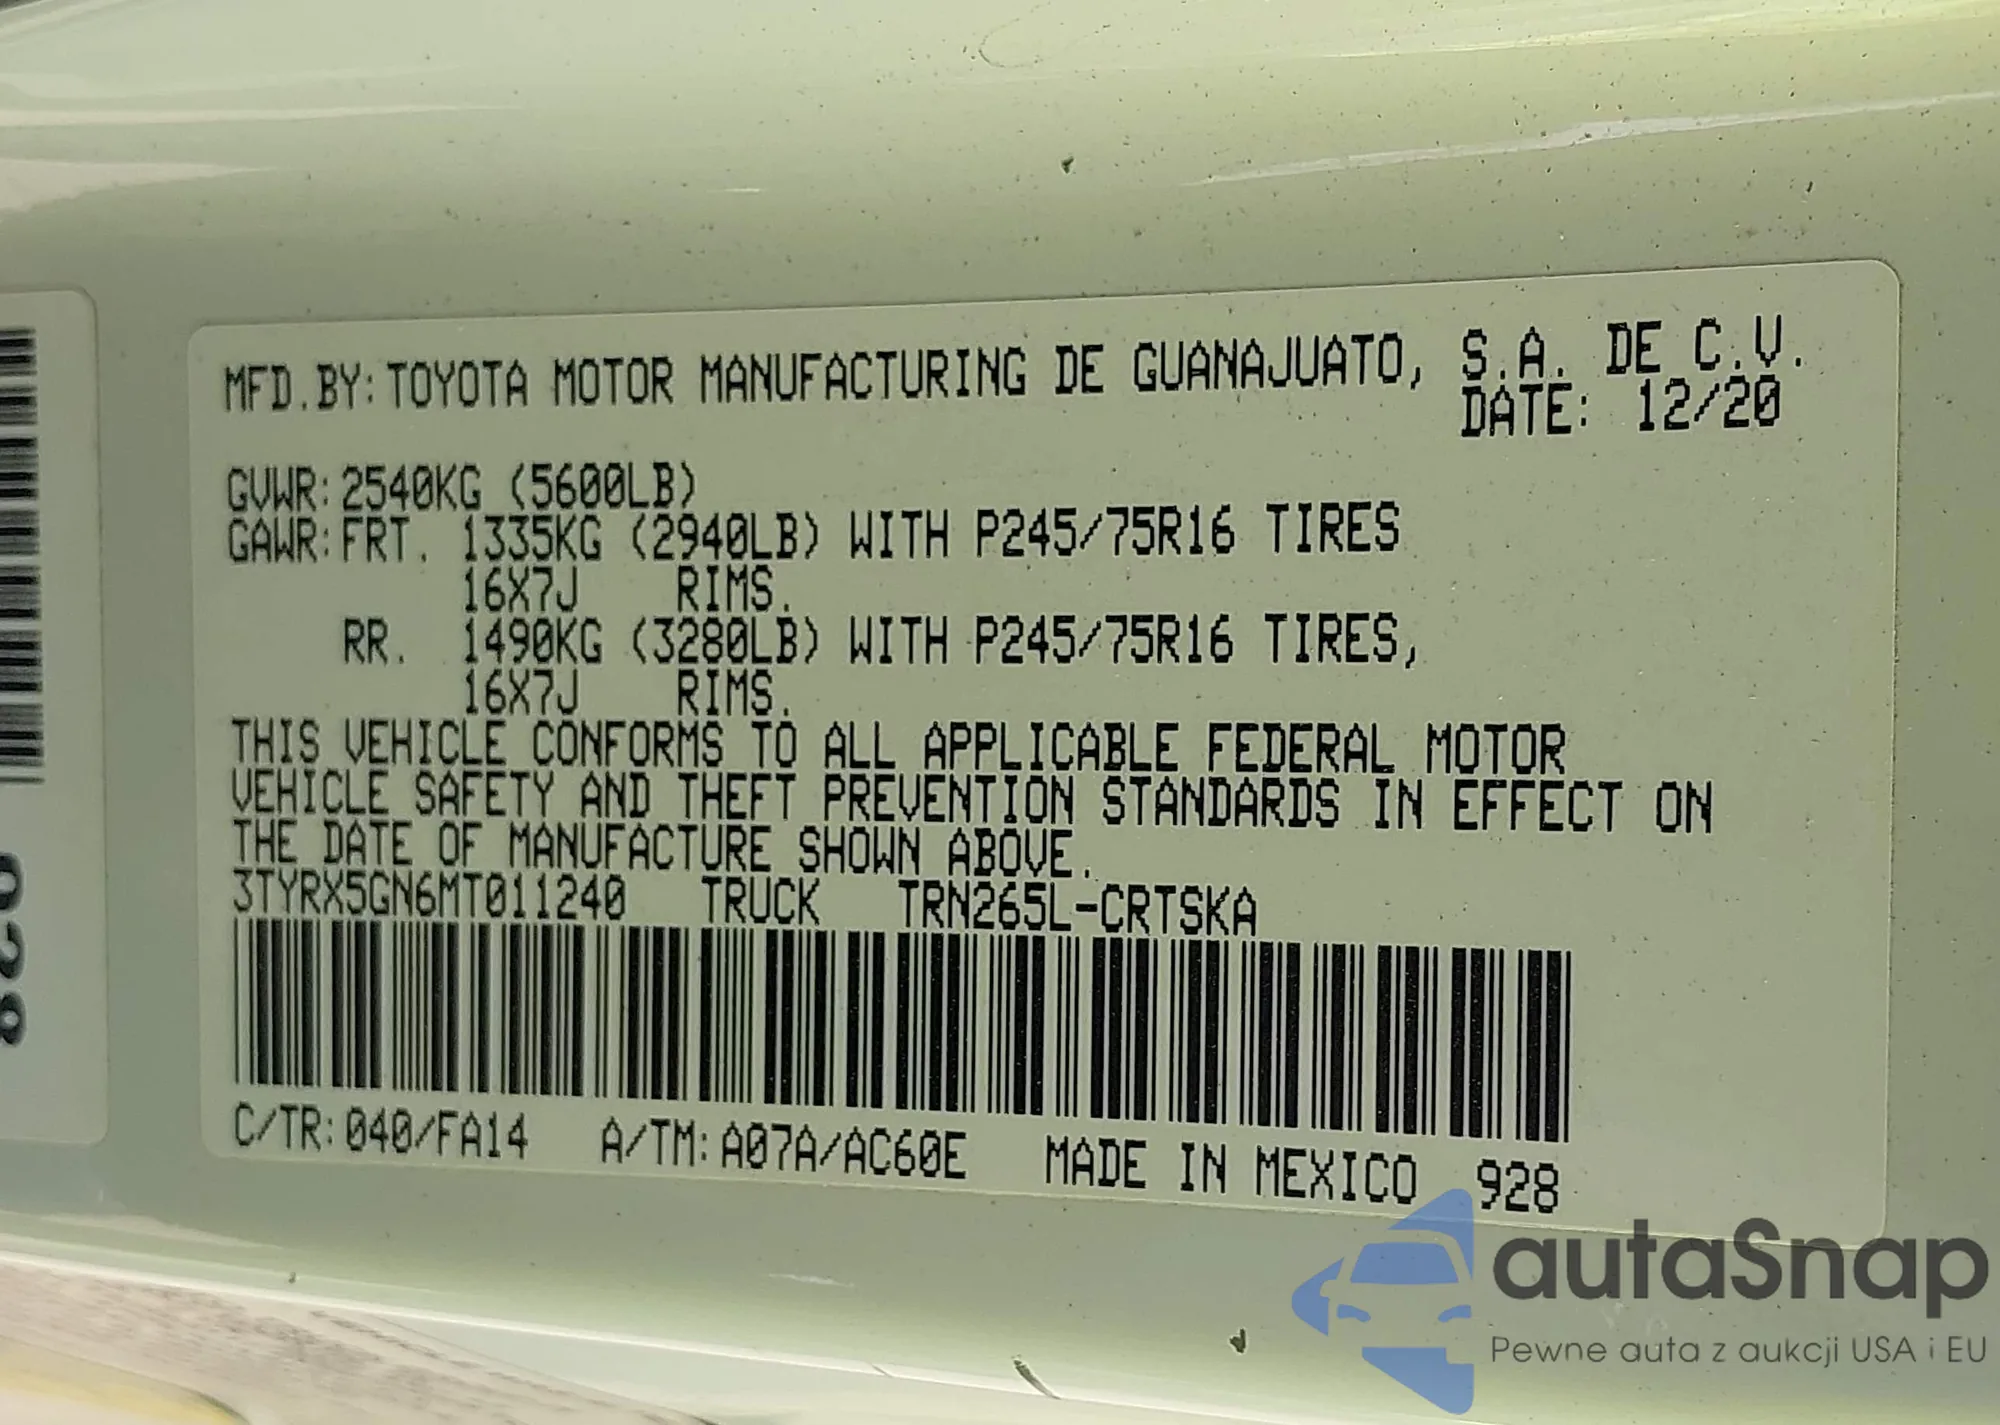 MFD.BY:TOYOTA MOTOR MANUFACTURING DE GUANAJUATO, S.A. DE C.V.
DATE: 12/20
GVWR:2540KG (5600LB)
GAWR:FRT. 1335KG (2940LB) WITH P245/75R16 TIRES
16X7J RIMS.
RR. 1490KG (3280LB) WITH P245/75R16 TIRES,
16X7J RIMS.
THIS VEHICLE CONFORMS TO ALL APPLICABLE FEDERAL MOTOR
VEHICLE SAFETY AND THEFT PREVENTION STANDARDS IN EFFECT ON
THE DATE OF MANUFACTURE SHOWN ABOVE.
3TYRX5GN6MT011240 TRUCK TRN265L-CRTSKA
C/TR:040/FA14 A/TM:A07A/AC60E MADE IN MEXICO 928
028
autaSnap
Pewne auta z aukcji USA i EU